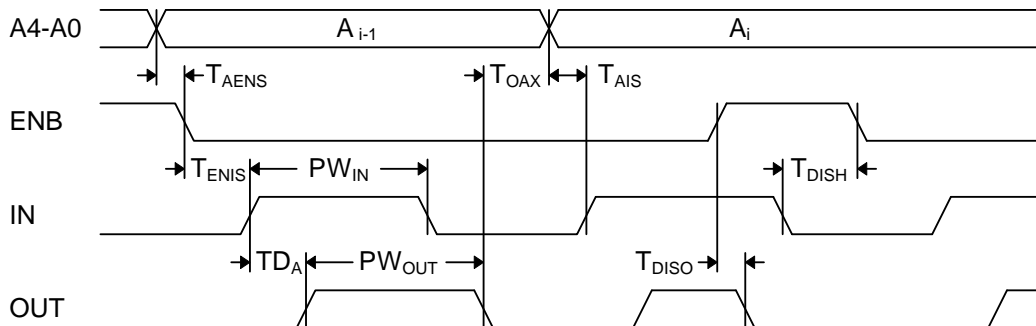 A4-A0 A i-1 Ai
TAENS TOAX TAIS
ENB
TENIS PWIN TDISH
IN
TDA PWOUT TDISO
OUT